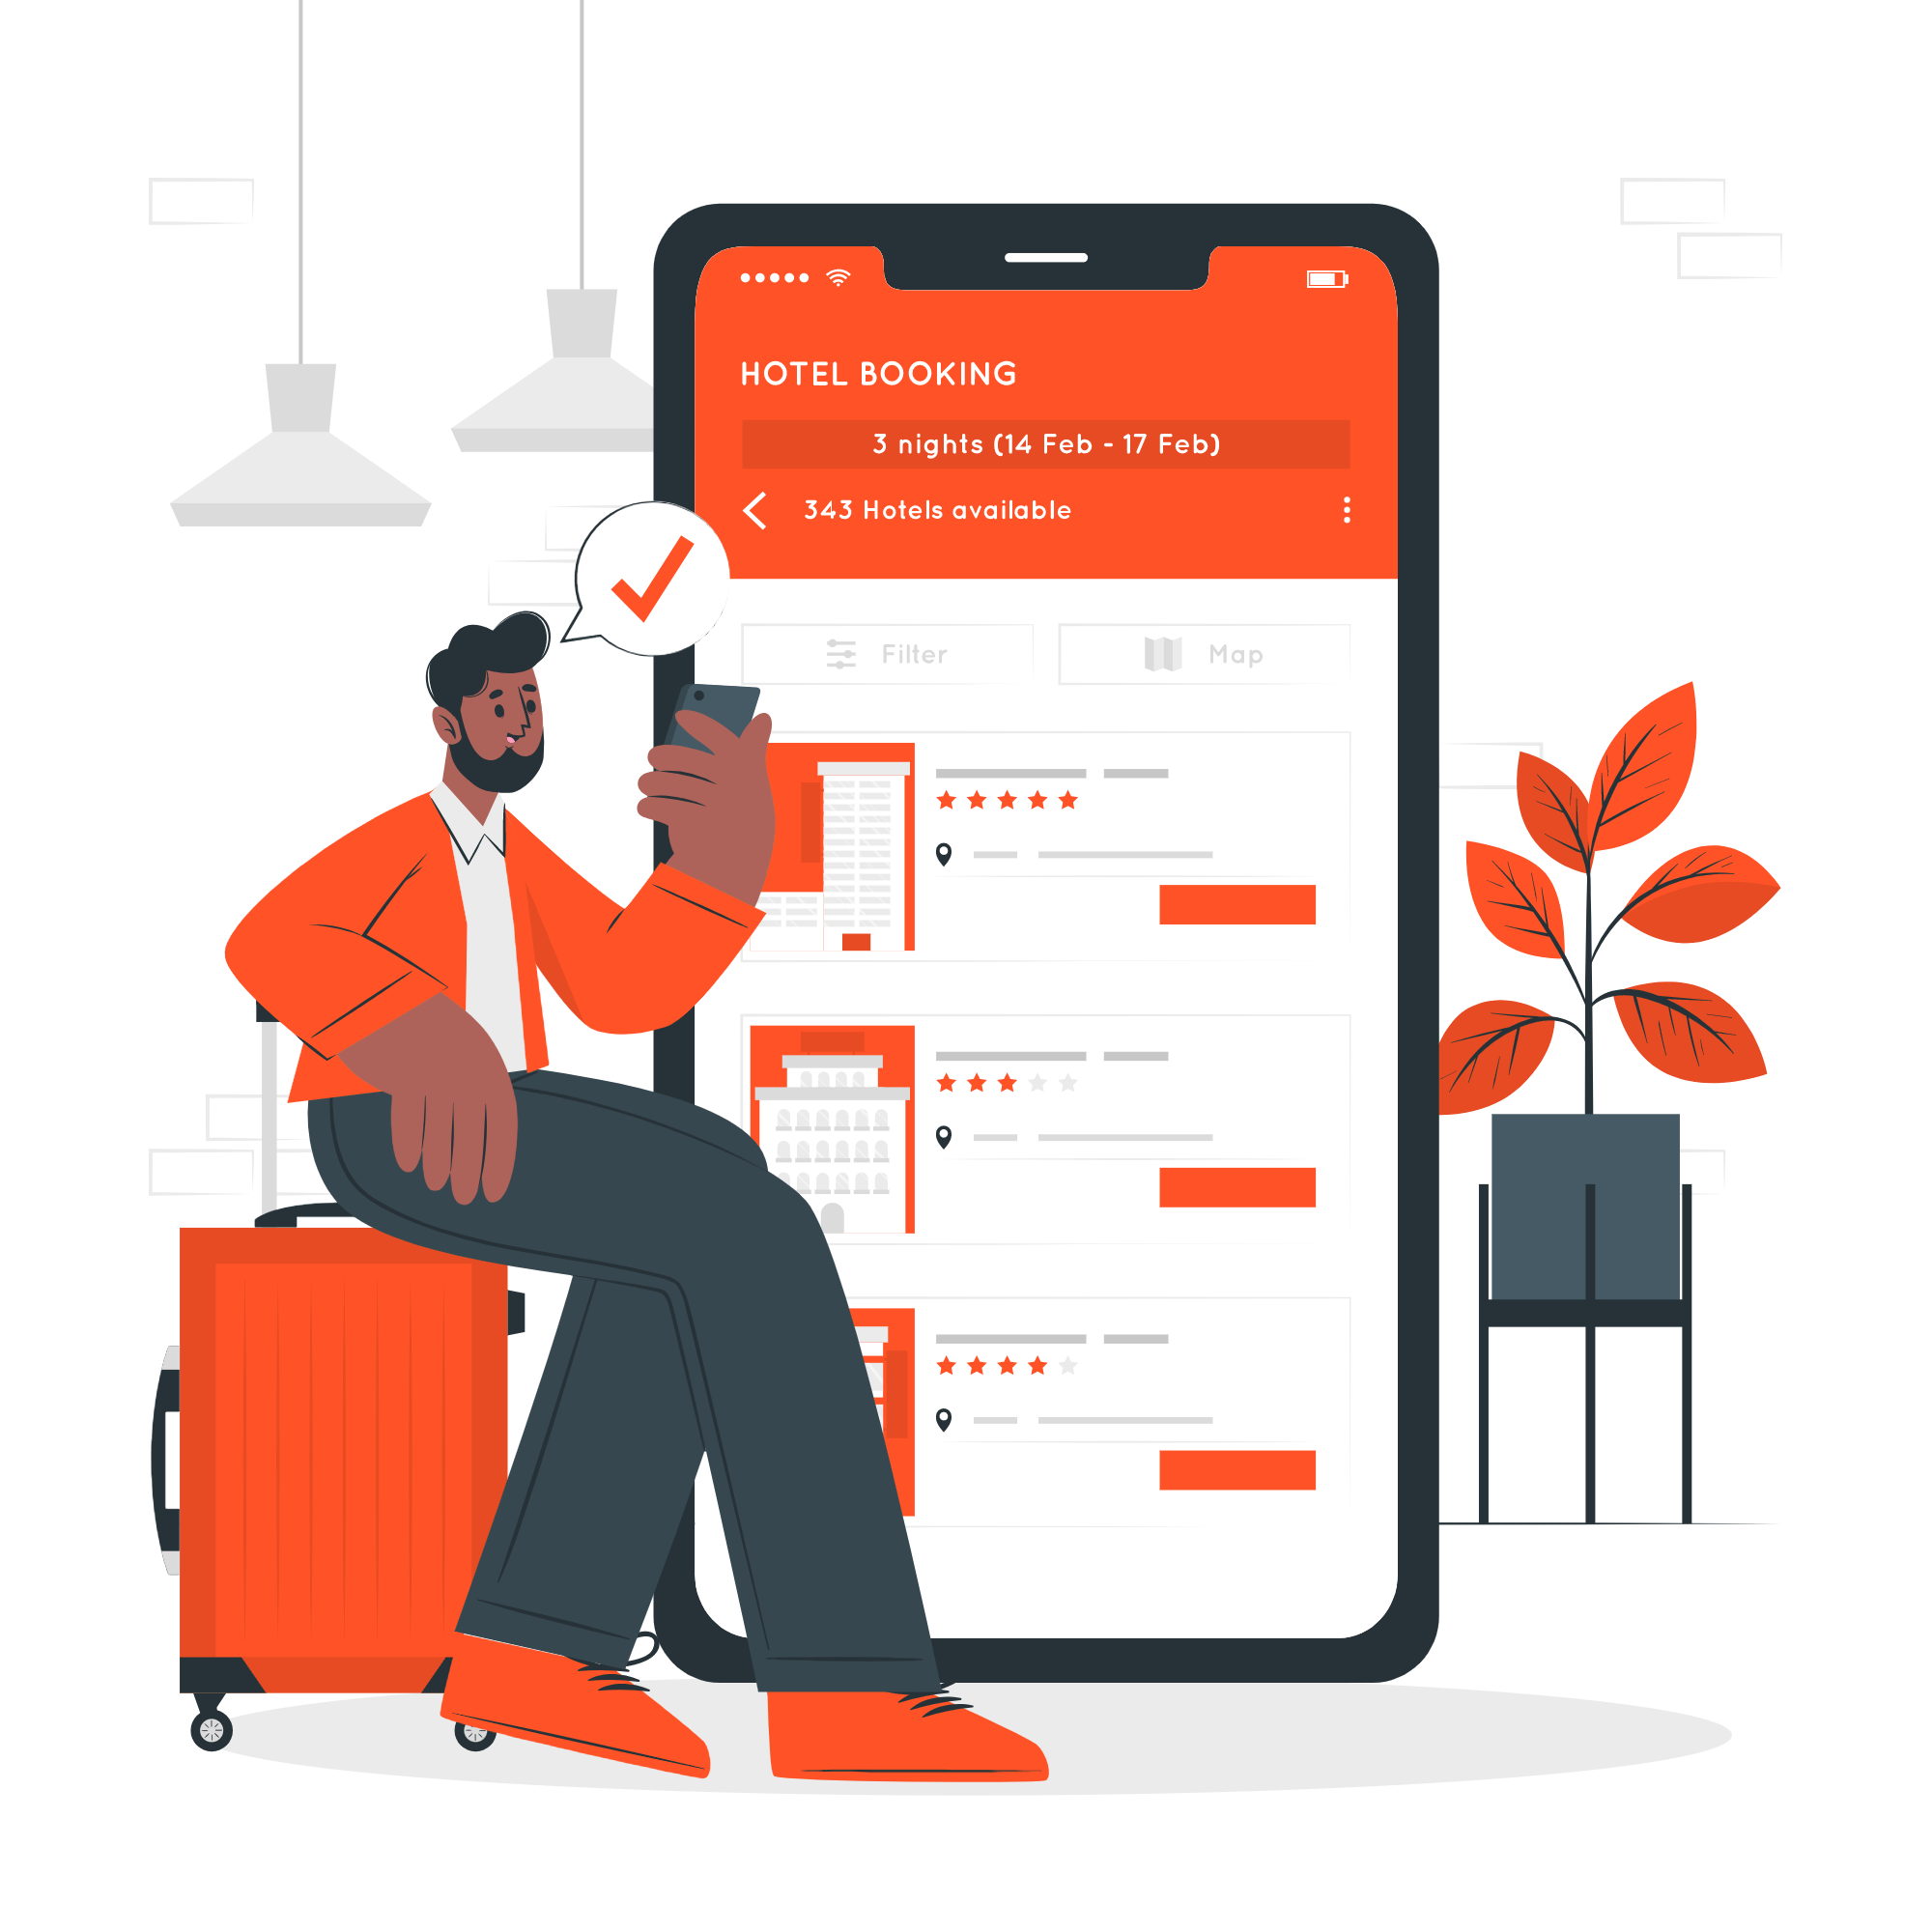 HOTEL BOOKING
3 nights (14 Feb - 17 Feb)
343 Hotels available
Filter
Map